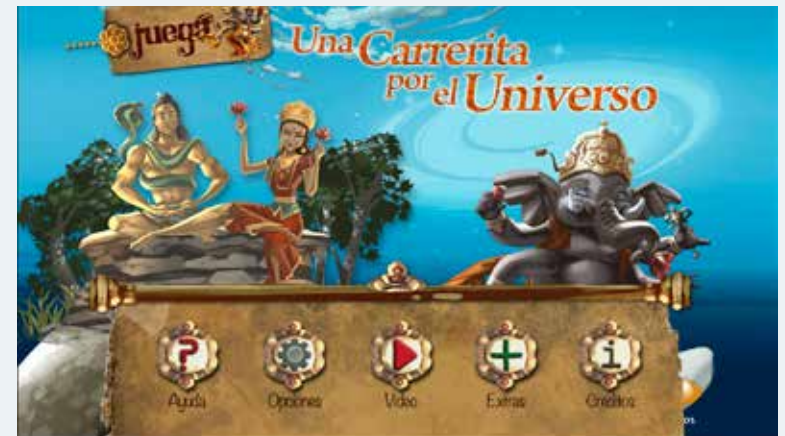 juega
Una Carrerita
por el Universo
Ayuda
Opciones
Video
Extras
Créditos